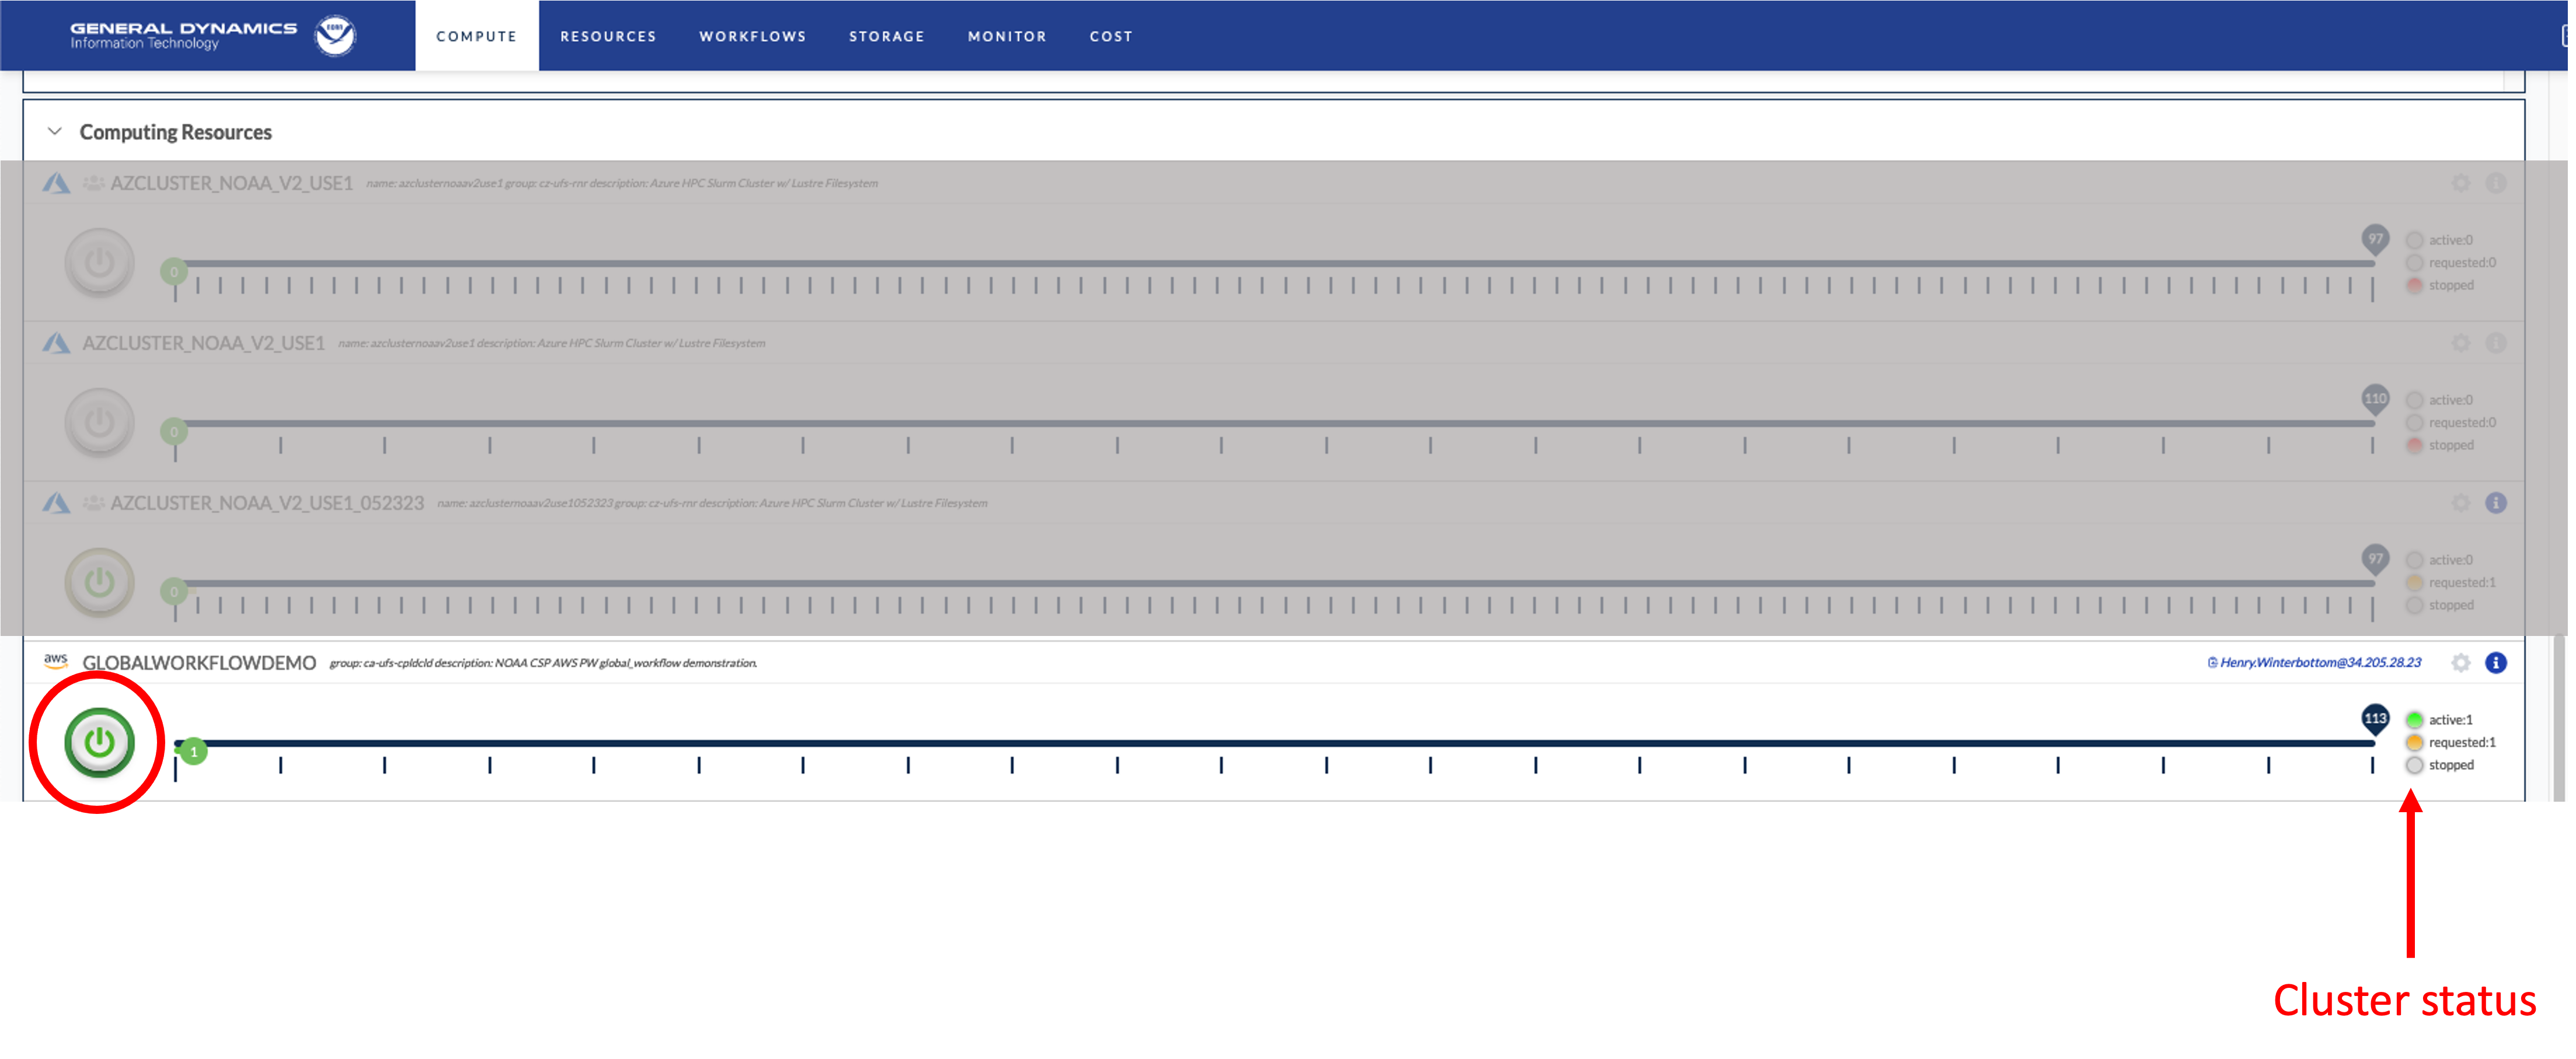 GENERAL DYNAMICS
Information Technology
NOAA
COMPUTE RESOURCES WORKFLOWS STORAGE MONITOR COST
Computing Resources
AZCLUSTER_NOAA_V2_USE1 name: azclusternoaav2use1 group: cz-ufs-rnr description: Azure HPC Slurm Cluster w/ Lustre Filesystem
0
97
active:0
requested:0
stopped
AZCLUSTER_NOAA_V2_USE1 name: azclusternoaav2use1 description: Azure HPC Slurm Cluster w/ Lustre Filesystem
0
110
active:0
requested:0
stopped
AZCLUSTER_NOAA_V2_USE1_052323 name: azclusternoaav2use1052323 group: cz-ufs-rnr description: Azure HPC Slurm Cluster w/ Lustre Filesystem
0
97
active:0
requested:1
stopped
aws GLOBALWORKFLOWDEMO group: ca-ufs-cpldcld description: NOAA CSP AWS PW global_workflow demonstration. Henry.Winterbottom@34.205.28.23
1
113
active:1
requested:1
stopped
Cluster status